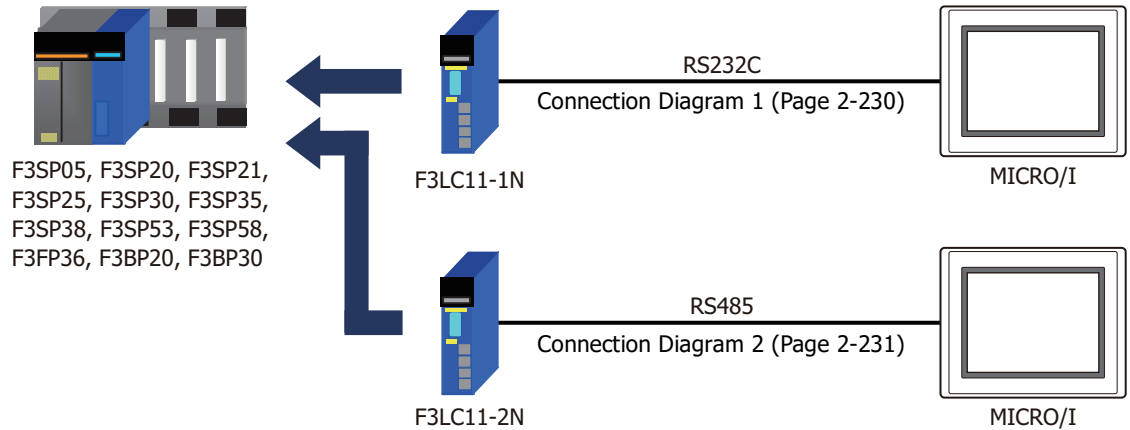 RS232C
Connection Diagram 1 (Page 2-230)
F3SP05, F3SP20, F3SP21,
F3SP25, F3SP30, F3SP35,
F3SP38, F3SP53, F3SP58,
F3FP36, F3BP20, F3BP30
F3LC11-1N
MICRO/I
RS485
Connection Diagram 2 (Page 2-231)
F3LC11-2N
MICRO/I